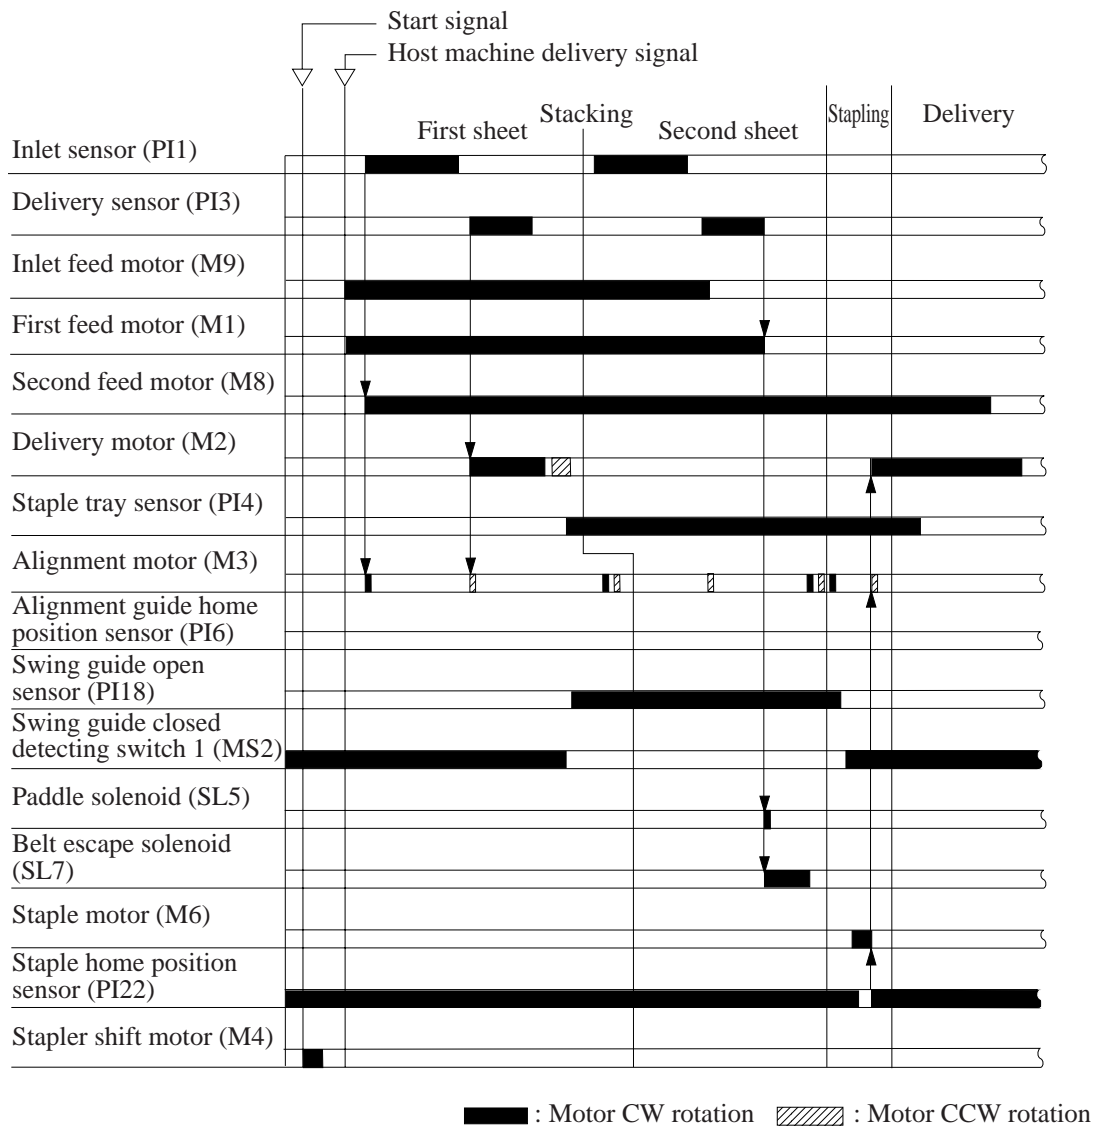 Start signal
Host machine delivery signal
First sheet
Stacking
Second sheet
Stapling
Delivery
Inlet sensor (PI1)
Delivery sensor (PI3)
Inlet feed motor (M9)
First feed motor (M1)
Second feed motor (M8)
Delivery motor (M2)
Staple tray sensor (PI4)
Alignment motor (M3)
Alignment guide home
position sensor (PI6)
Swing guide open
sensor (PI18)
Swing guide closed
detecting switch 1 (MS2)
Paddle solenoid (SL5)
Belt escape solenoid
(SL7)
Staple motor (M6)
Staple home position
sensor (PI22)
Stapler shift motor (M4)
: Motor CW rotation
: Motor CCW rotation